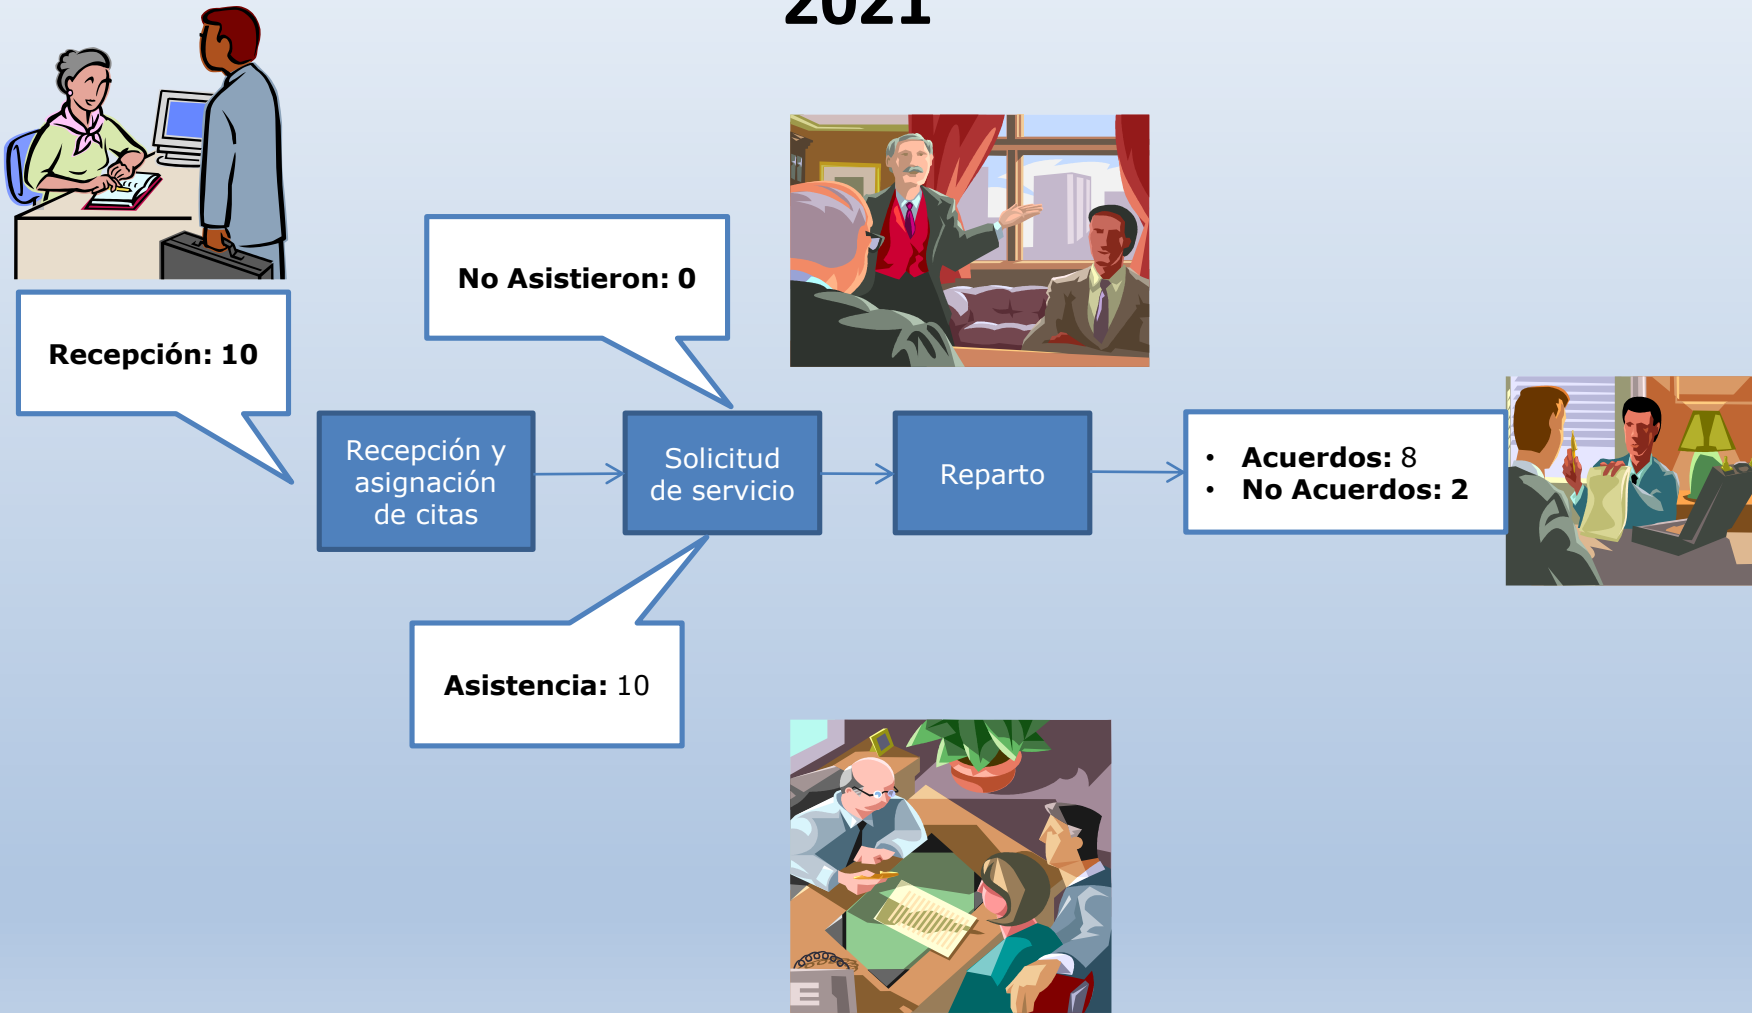 2021
No Asistieron: 0
Recepción: 10
Recepción y
asignación
de citas
Solicitud
de servicio
Reparto
• Acuerdos: 8
• No Acuerdos: 2
Asistencia: 10
E